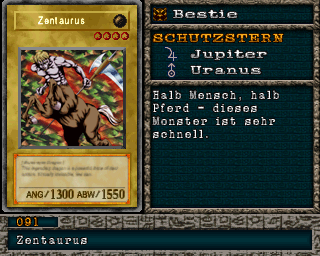 Zentaurus
ANG/1300 ABW/1550
Bestie
SCHUTZSTERN
♃ Jupiter
⛢ Uranus
Halb Mensch, halb
Pferd - dieses
Monster ist sehr
schnell.
091
Zentaurus